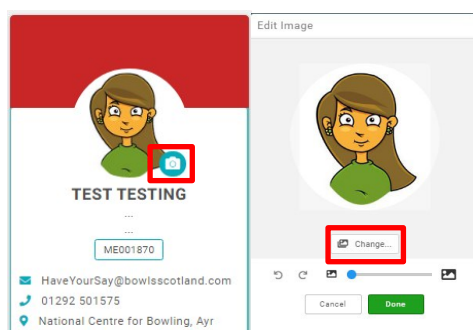 TEST TESTING
...
...
ME001870
HaveYourSay@bowlsscotland.com
01292 501575
National Centre for Bowling, Ayr
Edit Image
Change...
Cancel
Done